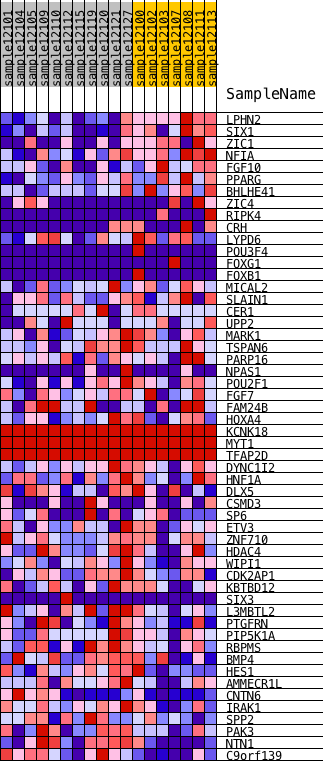 sample12101
sample12104
sample12105
sample12109
sample12112
sample12115
sample12119
sample12120
sample12121
sample12100
sample12102
sample12103
sample12107
sample12108
sample12111
sample12113
SampleName
LPHN2
SIX1
ZIC1
NFIA
FGF10
PPARG
BHLHE41
ZIC4
RIPK4
CRH
LYPD6
POU3F4
FOXG1
FOXB1
MICAL2
SLAIN1
CER1
UPP2
MARK1
TSPAN6
PARP16
NPAS1
POU2F1
FGF7
FAM24B
HOXA4
KCNK18
MYT1
TFAP2D
DYNC1I2
HNF1A
DLX5
CSMD3
SP6
ETV3
ZNF710
HDAC4
WIPI1
CDK2AP1
KBTBD12
SIX3
L3MBTL2
PTGFRN
PIP5K1A
RBPMS
BMP4
HES1
AMMECR1L
CNTN6
IRAK1
SPP2
PAK3
NTN1
C9orf139